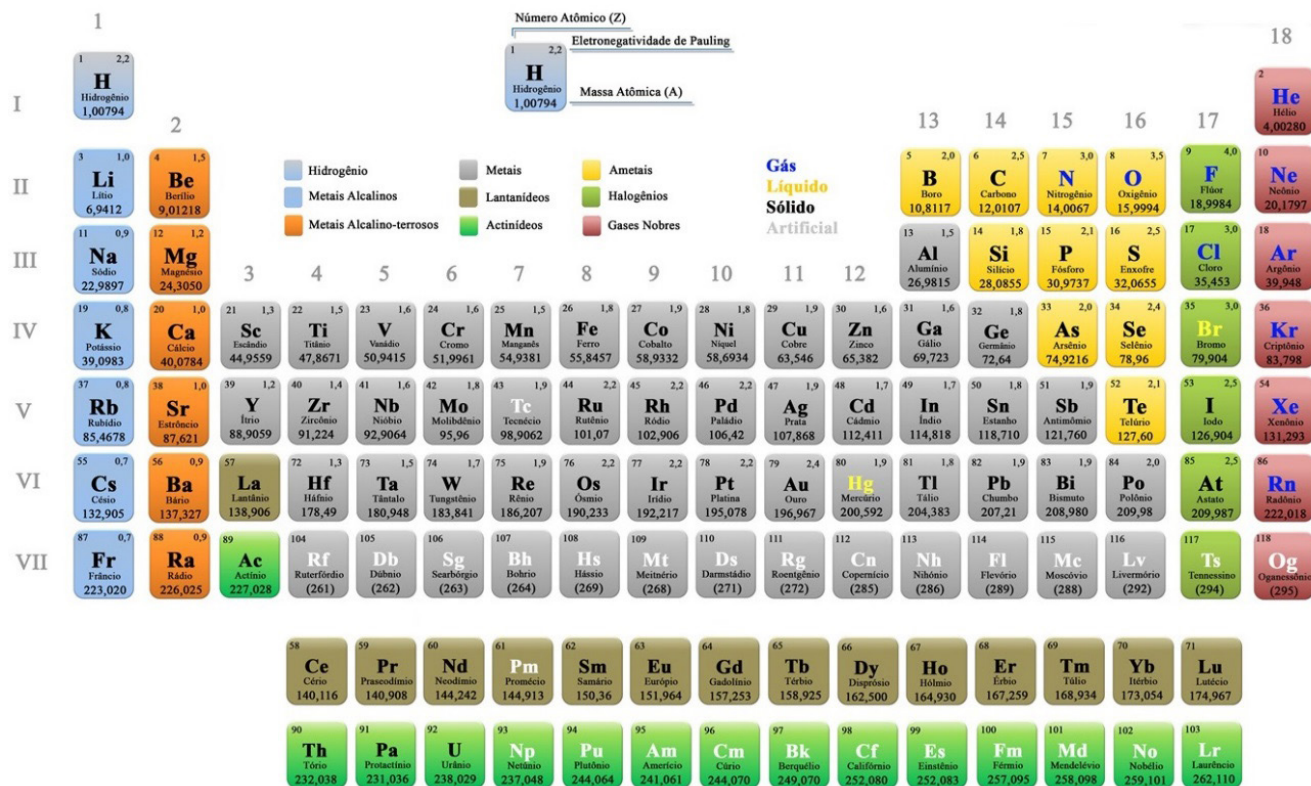 1
18
Número Atômico (Z)
Eletronegatividade de Pauling
Massa Atômica (A)
1 2,2
H
Hidrogênio
1,00794
I
1 2,2
H
Hidrogênio
1,00794
2
He
Hélio
4,00280
2
13 14 15 16 17
Hidrogênio
Metais Alcalinos
Metais Alcalino-terrosos
Metais
Lantanídeos
Actinídeos
Ametais
Halogênios
Gases Nobres
Gás
Líquido
Sólido
Artificial
II
3 1,0 4 1,5 5 2,0 6 2,5 7 3,0 8 3,5 9 4,0 10
Li Be B C N O F Ne
Lítio Berílio Boro Carbono Nitrogênio Oxigênio Flúor Neônio
6,9412 9,01218 10,8117 12,0107 14,0067 15,9994 18,9984 20,1797
III
11 0,9 12 1,2 13 1,5 14 1,8 15 2,1 16 2,5 17 3,0 18
Na Mg Al Si P S Cl Ar
Sódio Magnésio Alumínio Silício Fósforo Enxofre Cloro Argônio
22,9897 24,3050 26,9815 28,0855 30,9737 32,0655 35,453 39,948
3 4 5 6 7 8 9 10 11 12
IV
19 0,8 20 1,0 21 1,3 22 1,5 23 1,6 24 1,6 25 1,5 26 1,8 27 1,9 28 1,8 29 1,9 30 1,6 31 1,6 32 1,8 33 2,0 34 2,4 35 3,0 36
K Ca Sc Ti V Cr Mn Fe Co Ni Cu Zn Ga Ge As Se Br Kr
Potássio Cálcio Escândio Titânio Vanádio Cromo Manganês Ferro Cobalto Níquel Cobre Zinco Gálio Germânio Arsênio Selênio Bromo Criptônio
39,0983 40,0784 44,9559 47,8671 50,9415 51,9961 54,9381 55,8457 58,9332 58,6934 63,546 65,382 69,723 72,64 74,9216 78,96 79,904 83,798
V
37 0,8 38 1,0 39 1,2 40 1,4 41 1,6 42 1,8 43 1,9 44 2,2 45 2,2 46 2,2 47 1,9 48 1,7 49 1,7 50 1,8 51 1,9 52 2,1 53 2,5 54
Rb Sr Y Zr Nb Mo Tc Ru Rh Pd Ag Cd In Sn Sb Te I Xe
Rubídio Estrôncio Ítrio Zircônio Nióbio Molibdênio Tecnécio Rutênio Ródio Paládio Prata Cádmio Índio Estanho Antimônio Telúrio Iodo Xenônio
85,4678 87,621 88,9059 91,224 92,9064 95,96 98,9062 101,07 102,906 106,42 107,868 112,411 114,818 118,710 121,760 127,60 126,904 131,293
VI
55 0,7 56 0,9 57 72 1,3 73 1,5 74 1,7 75 1,9 76 2,2 77 2,2 78 2,2 79 2,4 80 1,9 81 1,8 82 1,9 83 1,9 84 2,0 85 2,5 86
Cs Ba La Hf Ta W Re Os Ir Pt Au Hg Tl Pb Bi Po At Rn
Césio Bário Lantânio Háfnio Tântalo Tungstênio Rênio Ósmio Irídio Platina Ouro Mercúrio Tálio Chumbo Bismuto Polônio Astato Radônio
132,905 137,327 138,906 178,49 180,948 183,841 186,207 190,233 192,217 195,078 196,967 200,592 204,383 207,21 208,980 209,98 209,987 222,018
VII
87 0,7 88 0,9 89 104 105 106 107 108 109 110 111 112 113 114 115 116 117 118
Fr Ra Ac Rf Db Sg Bh Hs Mt Ds Rg Cn Nh Fl Mc Lv Ts Og
Frâncio Rádio Actínio Ruterfórdio Dúbnio Searbórgio Bohrio Hássio Meitnério Darmstádio Roentgênio Copernício Nihônio Flevório Moscóvio Livermório Tennessino Oganessônio
223,020 226,025 227,028 (261) (262) (263) (264) (269) (268) (271) (272) (285) (286) (289) (288) (292) (294) (295)
58 59 60 61 62 63 64 65 66 67 68 69 70 71
Ce Pr Nd Pm Sm Eu Gd Tb Dy Ho Er Tm Yb Lu
Cério Praseodímio Neodímio Promécio Samário Európio Gadolínio Térbio Disprósio Hólmio Érbio Túlio Itérbio Lutécio
140,116 140,908 144,242 144,913 150,36 151,964 157,253 158,925 162,500 164,930 167,259 168,934 173,054 174,967
90 91 92 93 94 95 96 97 98 99 100 101 102 103
Th Pa U Np Pu Am Cm Bk Cf Es Fm Md No Lr
Tório Protactínio Urânio Netúnio Plutônio Amerício Cúrio Berquélio Califórnio Einstênio Férmio Mendelévio Nobélio Laurêncio
232,038 231,036 238,029 237,048 244,064 241,061 244,070 249,070 252,080 252,083 257,095 258,098 259,101 262,110